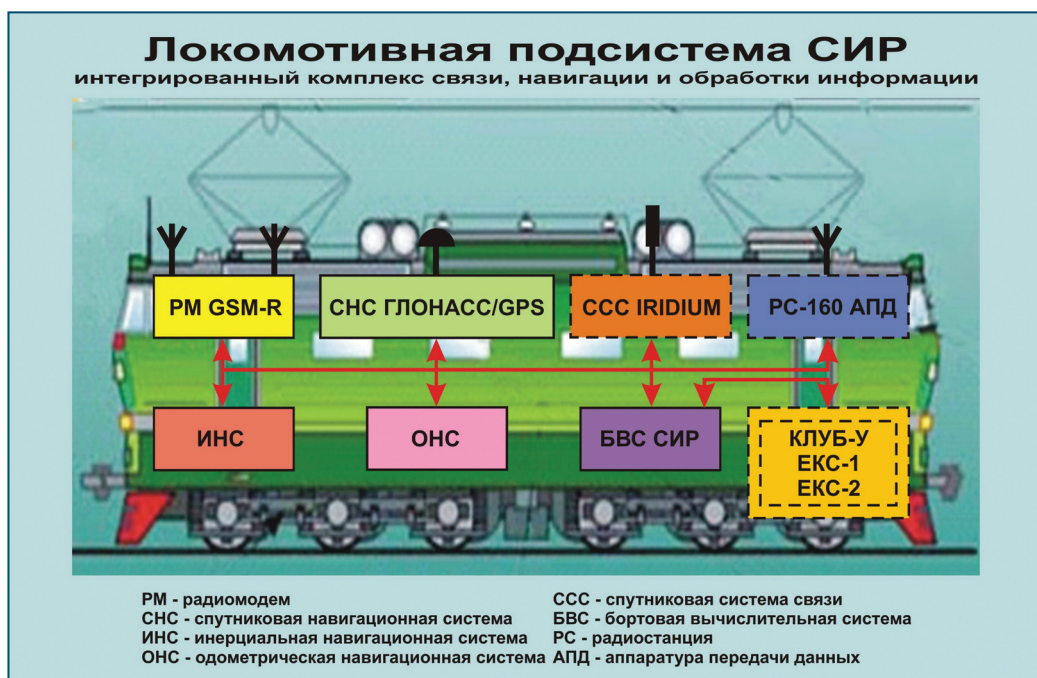 Локомотивная подсистема СИР
интегрированный комплекс связи, навигации и обработки информации
РМ GSM-R
СНС ГЛОНАСС/GPS
ССС IRIDIUM
РС-160 АПД
ИНС
ОНС
БВС СИР
КЛУБ-У
ЕКС-1
ЕКС-2
РМ - радиомодем
СНС - спутниковая навигационная система
ИНС - инерциальная навигационная система
ОНС - одометрическая навигационная система
ССС - спутниковая система связи
БВС - бортовая вычислительная система
РС - радиостанция
АПД - аппаратура передачи данных